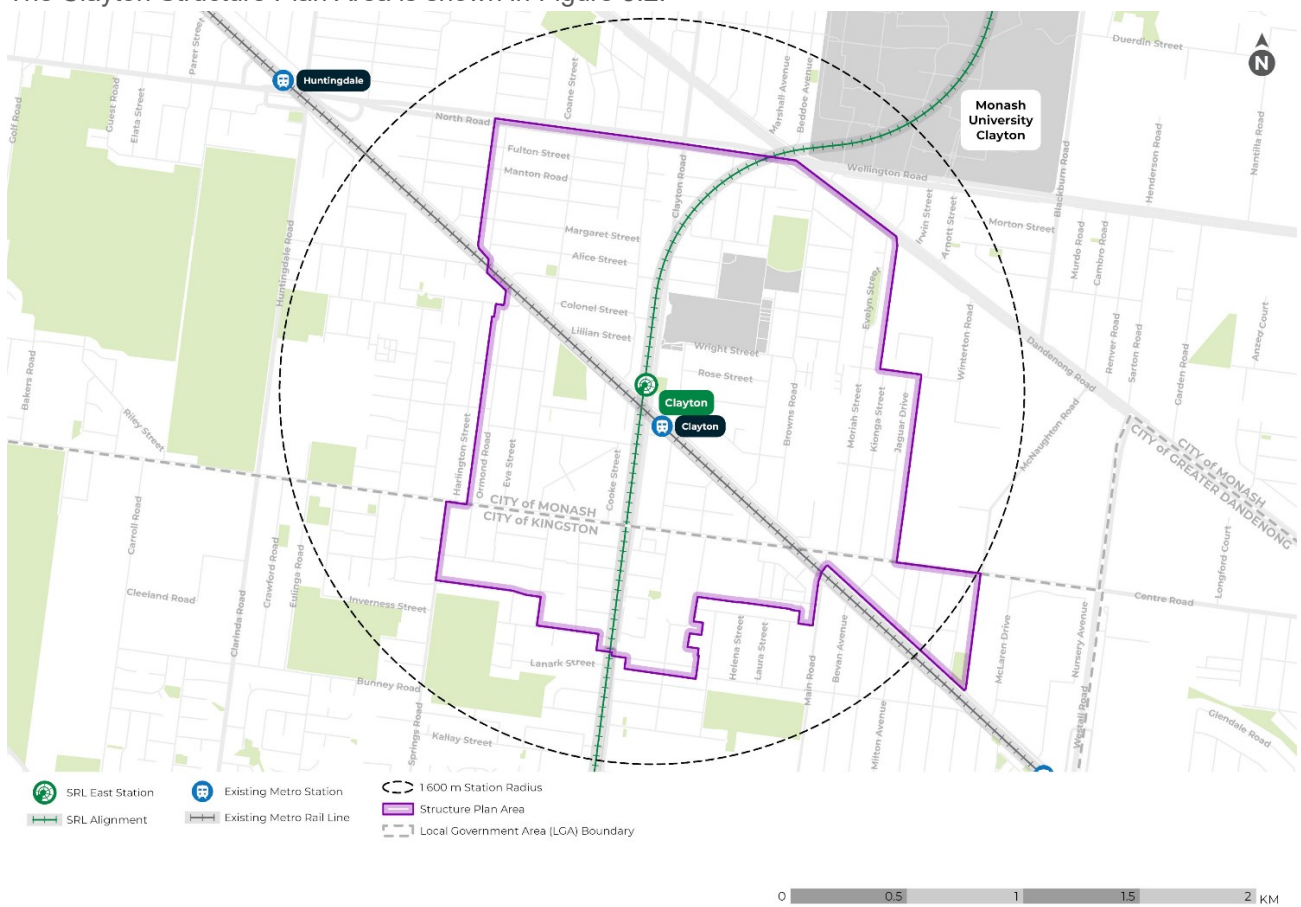 The Clayton Structure Plan Area is shown in Figure
Parer Street
Duerdin Street
N
Huntingdale
Golf Road
Guest Road
Elata Street
Coane Street
North Road
Marshall Avenue
Beddoe Avenue
Monash
University
Clayton
Blackburn Road
Henderson Road
Nantilla Road
Fulton Street
Manton Road
Clayton Road
Wellington Road
Irwin Street
Arnott Street
Morton Street
Murdo Road
Cambro Road
Huntingdale Road
Margaret Street
Alice Street
Evelyn Street
Colonel Street
Lillian Street
Wright Street
Rose Street
Winterton Road
Dandenong Road
Renver Road
Sarton Road
Garden Road
Anzed Court
Bakers Road
Riley Street
Clayton
Clayton
Browns Road
Moriah Street
Kionga Street
Jaguar Drive
McNaughton Road
CITY of MONASH
CITY of GREATER DANDENONG
Harlington Street
Ormond Road
Eva Street
Cooke Street
CITY of MONASH
CITY of KINGSTON
Carroll Road
Longford Court
Cleeland Road
Crawford Road
Eulinga Road
Inverness Street
Centre Road
Clarinda Road
Lanark Street
Helena Street
Laura Street
Main Road
Bevan Avenue
McLaren Drive
Nursery Avenue
Bunney Road
Springs Road
Kallay Street
Milton Avenue
Westall Road
Glendale Road
SRL East Station
Existing Metro Station
1600 m Station Radius
SRL Alignment
Existing Metro Rail Line
Structure Plan Area
Local Government Area (LGA) Boundary
0 0.5 1 1.5 2 KM